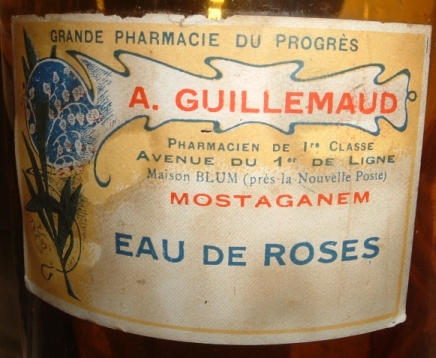 GRANDE PHARMACIE DU PROGRÈS
A. GUILLEMAUD
PHARMACIEN DE 1re CLASSE
AVENUE DU 1er DE LIGNE
Maison BLUM (près la Nouvelle Poste)
MOSTAGANEM
EAU DE ROSES